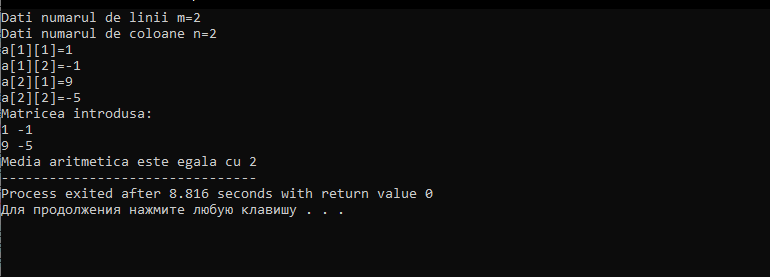 Dati numarul de linii m=2
Dati numarul de coloane n=2
a[1][1]=1
a[1][2]=-1
a[2][1]=9
a[2][2]=-5
Matricea introdusa:
1 -1
9 -5
Media aritmetica este egala cu 2
--------------------------------
Process exited after 8.816 seconds with return value 0
Для продолжения нажмите любую клавишу . . .